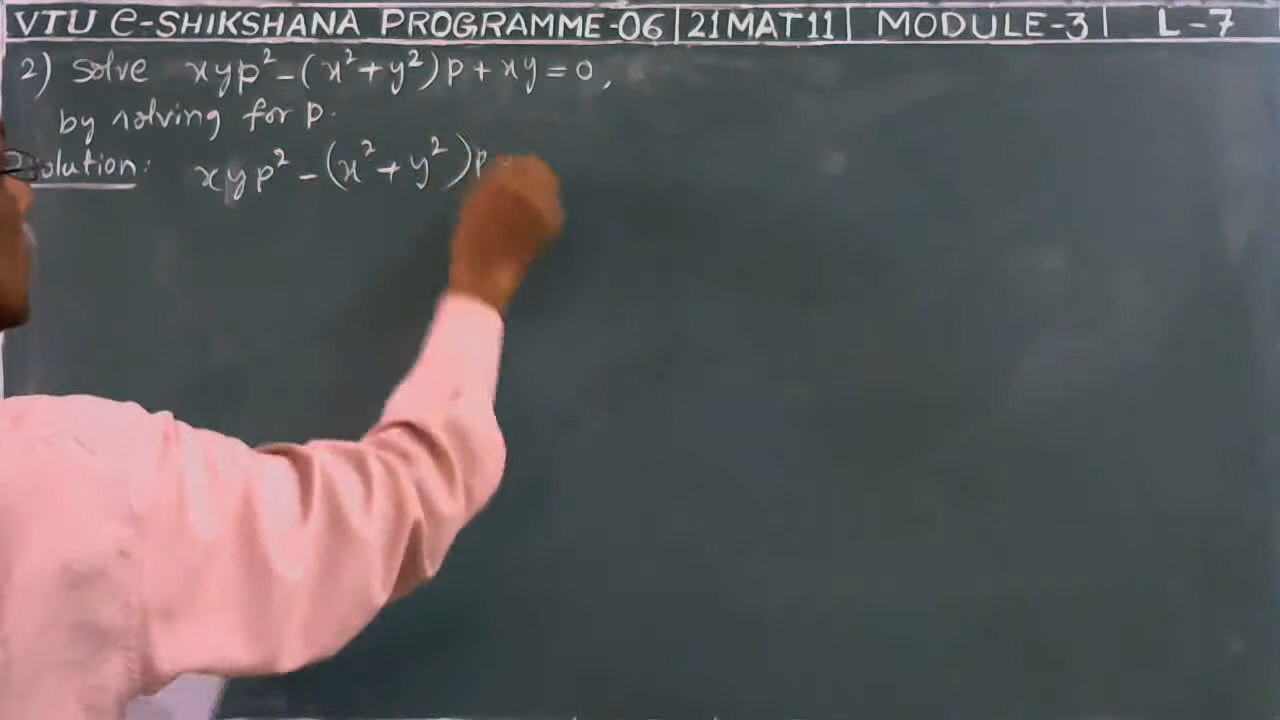 VTU e-SHIKSHANA PROGRAMME-06 | 21MAT11 | MODULE-3 | L-7
2) Solve xyp² - (x² + y²)p + xy = 0,
by solving for p.
Solution: xyp² - (x² + y²)p